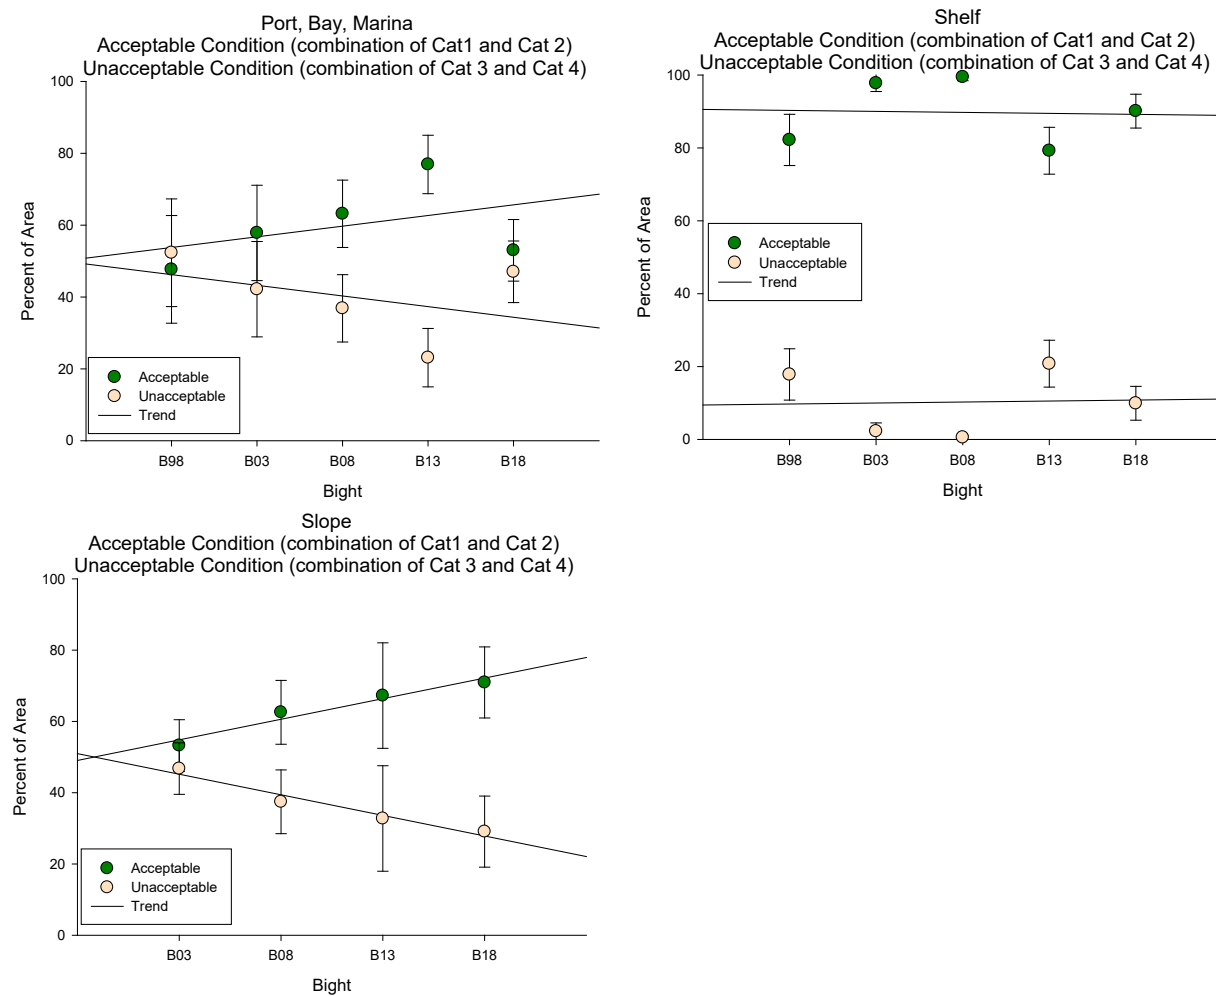 Port, Bay, Marina
Acceptable Condition (combination of Cat1 and Cat 2)
Unacceptable Condition (combination of Cat 3 and Cat 4)
100
80
60
40
20
0
Percent of Area
Acceptable
Unacceptable
Trend
B98 B03 B08 B13 B18
Bight
Shelf
Acceptable Condition (combination of Cat1 and Cat 2)
Unacceptable Condition (combination of Cat 3 and Cat 4)
100
80
60
40
20
0
Percent of Area
Acceptable
Unacceptable
Trend
B98 B03 B08 B13 B18
Bight
Slope
Acceptable Condition (combination of Cat1 and Cat 2)
Unacceptable Condition (combination of Cat 3 and Cat 4)
100
80
60
40
20
0
Percent of Area
Acceptable
Unacceptable
Trend
B03 B08 B13 B18
Bight